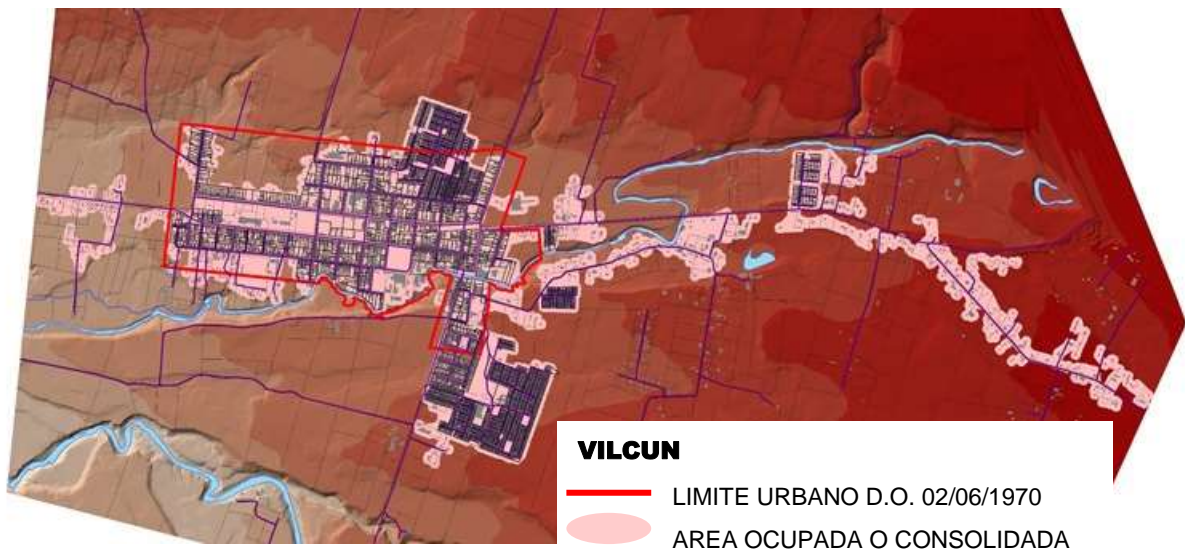 VILCUN
LIMITE URBANO D.O. 02/06/1970
AREA OCUPADA O CONSOLIDADA